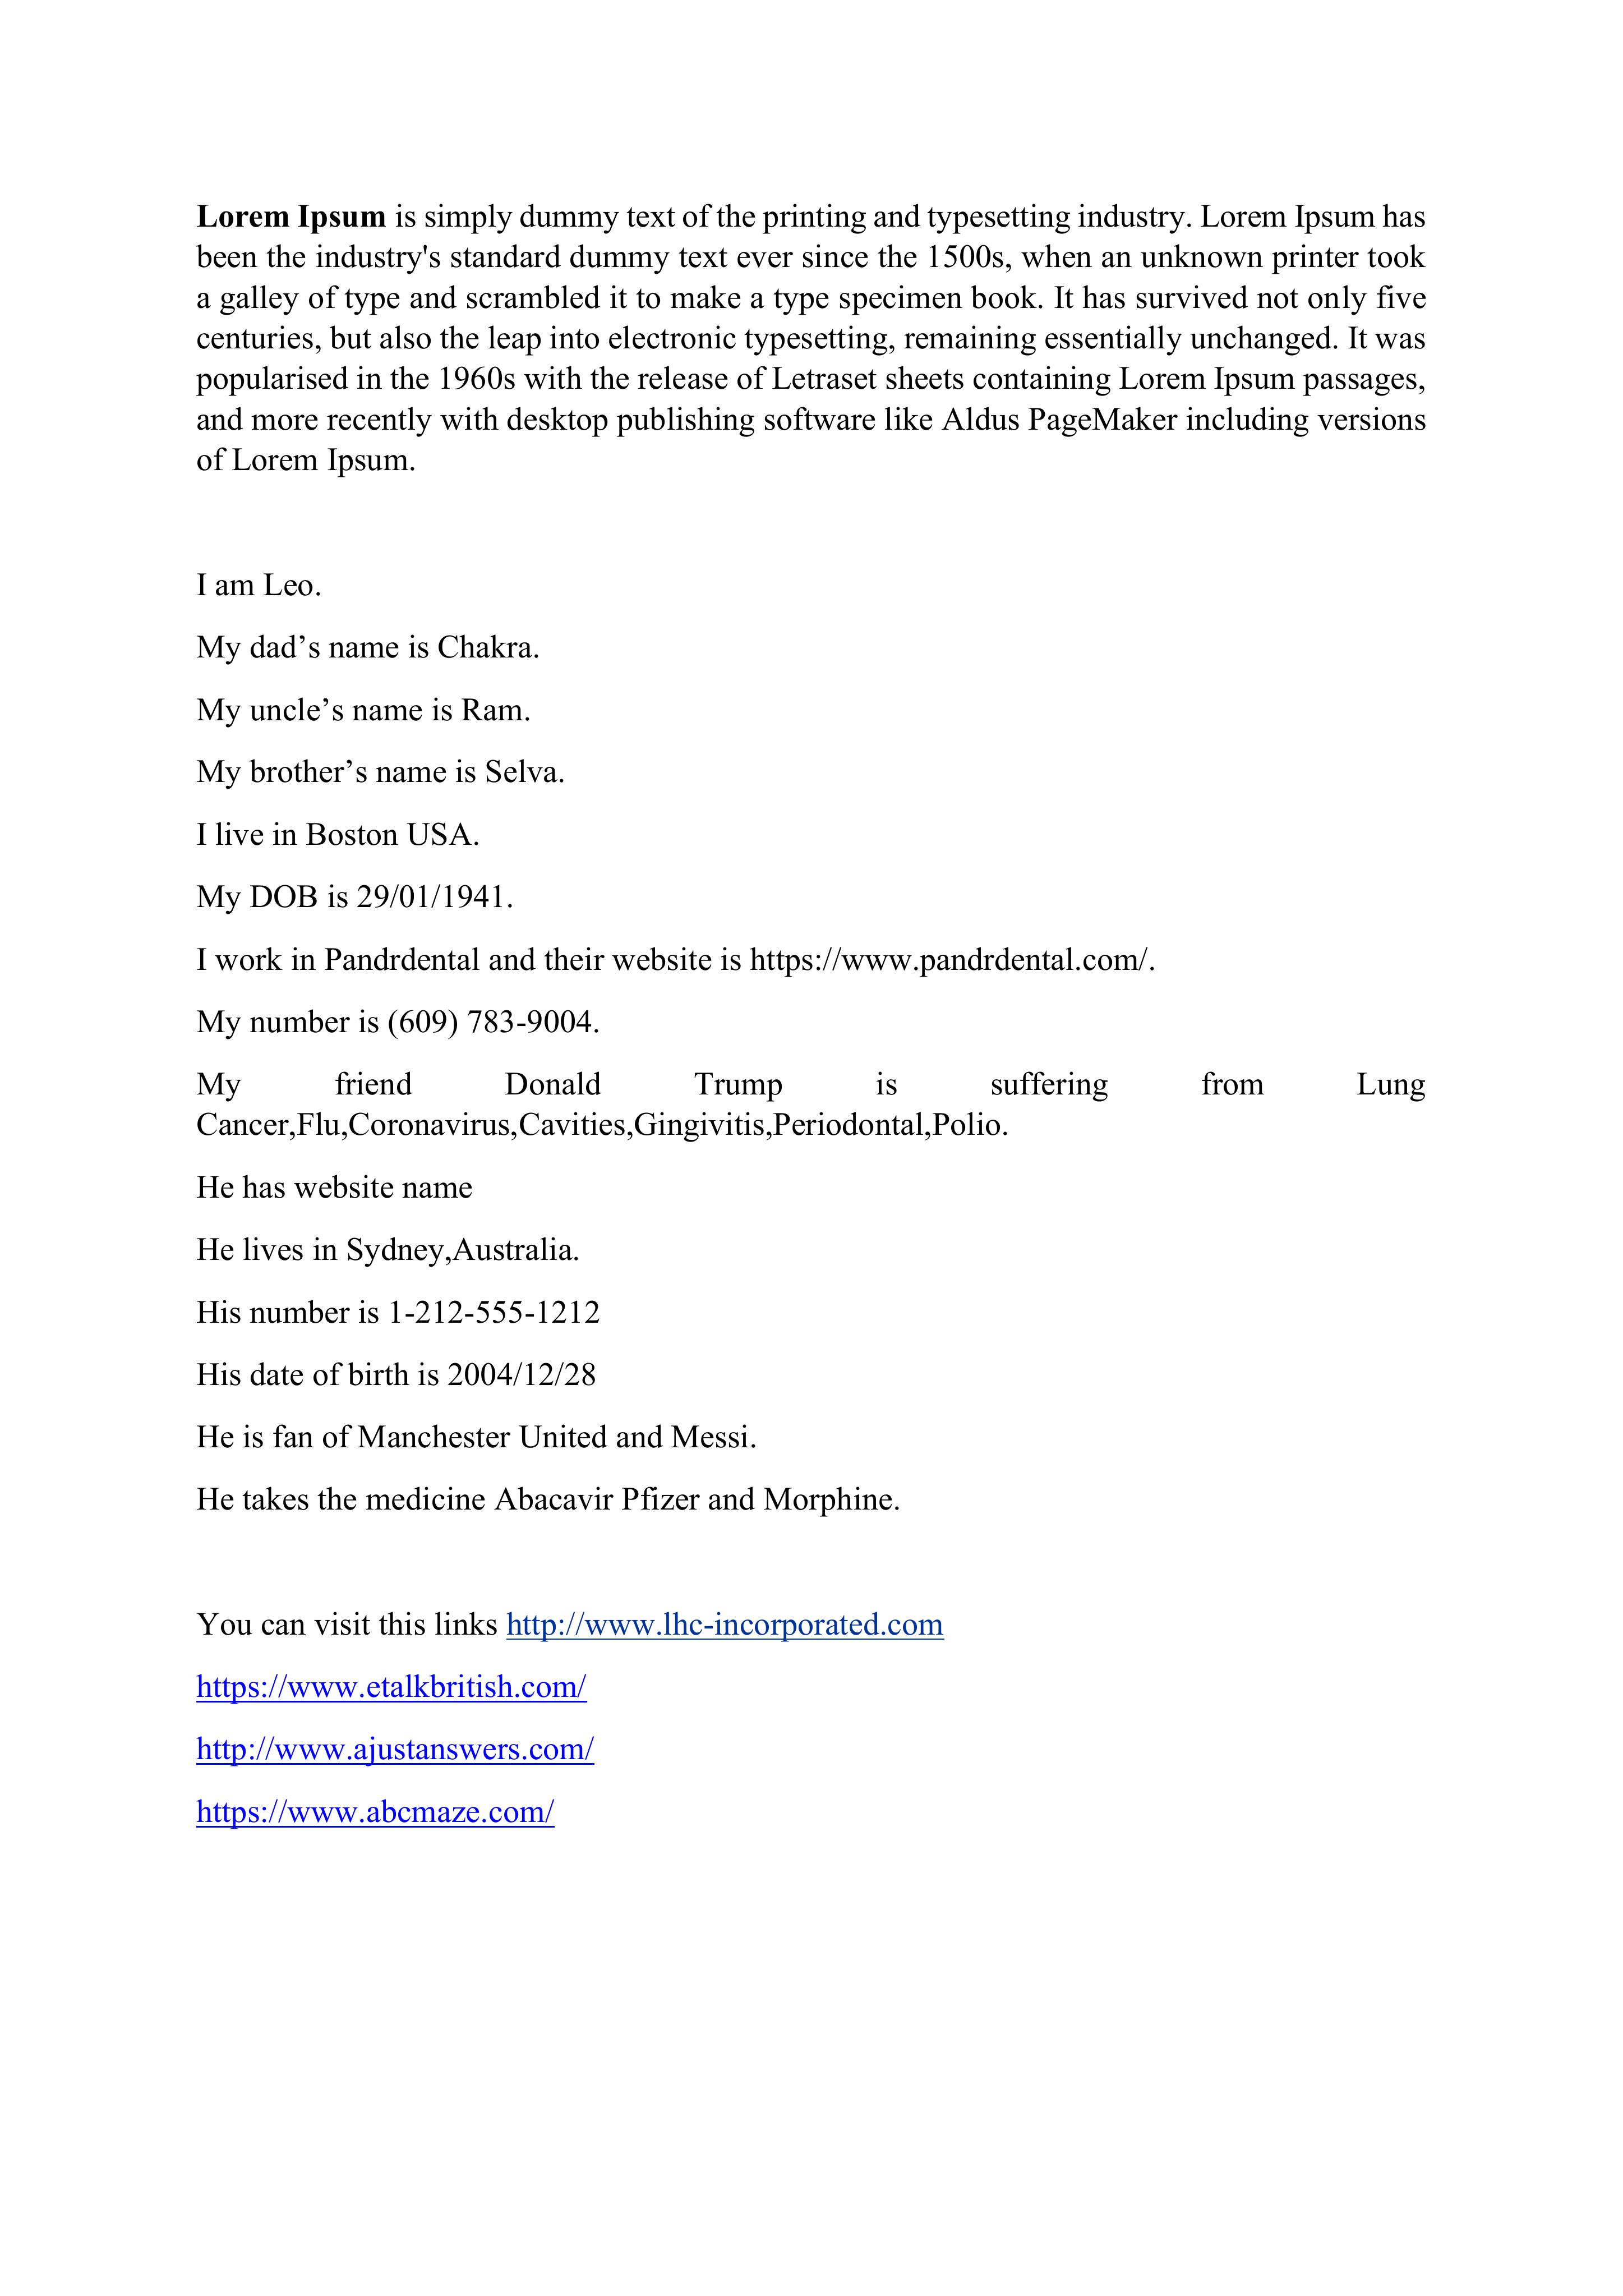 Lorem Ipsum is simply dummy text of the printing and typesetting industry. Lorem Ipsum has
been the industry's standard dummy text ever since the 1500s, when an unknown printer took
a galley of type and scrambled it to make a type specimen book. It has survived not only five
centuries, but also the leap into electronic typesetting, remaining essentially unchanged. It was
popularised in the 1960s with the release of Letraset sheets containing Lorem Ipsum passages,
and more recently with desktop publishing software like Aldus PageMaker including versions
of Lorem Ipsum.
I am Leo.
My dad’s name is Chakra.
My uncle’s name is Ram.
My brother’s name is Selva.
I live in Boston USA.
My DOB is 29/01/1941.
I work in Pandrdental and their website is https://www.pandrdental.com/.
My number is (609) 783-9004.
My friend Donald Trump is suffering from Lung
Cancer,Flu,Coronavirus,Cavities,Gingivitis,Periodontal,Polio.
He has website name
He lives in Sydney,Australia.
His number is 1-212-555-1212
His date of birth is 2004/12/28
He is fan of Manchester United and Messi.
He takes the medicine Abacavir Pfizer and Morphine.
You can visit this links http://www.lhc-incorporated.com
https://www.etalkbritish.com/
http://www.ajustanswers.com/
https://www.abcmaze.com/